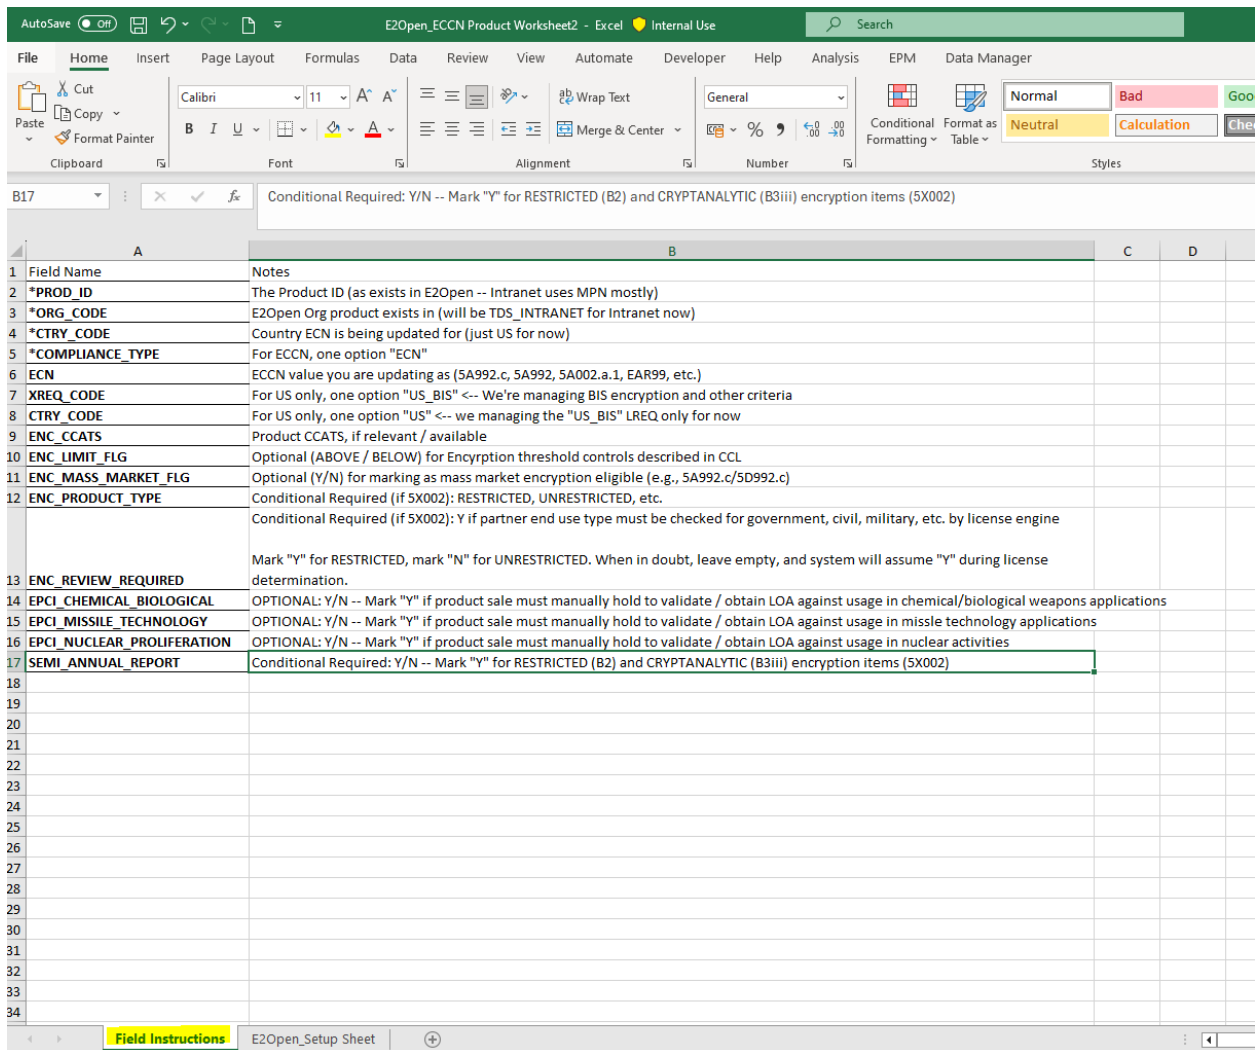 AutoSave Off E2Open_ECCN Product Worksheet2 - Excel Internal Use Search
File Home Insert Page Layout Formulas Data Review View Automate Developer Help Analysis EPM Data Manager
Paste Cut Copy Format Painter
Calibri 11 A^ A˅
B I U A
ab Wrap Text
Merge & Center
General
% 9 .00
Conditional Formatting Format as Table
Normal Bad Goo
Neutral Calculation Che
Clipboard Font Alignment Number Styles
B17 fx Conditional Required: Y/N -- Mark "Y" for RESTRICTED (B2) and CRYPTANALYTIC (B3iii) encryption items (5X002)
A B C D
1 Field Name Notes
2 *PROD_ID The Product ID (as exists in E2Open -- Intranet uses MPN mostly)
3 *ORG_CODE E2Open Org product exists in (will be TDS_INTRANET for Intranet now)
4 *CTRY_CODE Country ECN is being updated for (just US for now)
5 *COMPLIANCE_TYPE For ECCN, one option "ECN"
6 ECN ECCN value you are updating as (5A992.c, 5A992, 5A002.a.1, EAR99, etc.)
7 XREQ_CODE For US only, one option "US_BIS" <-- We're managing BIS encryption and other criteria
8 CTRY_CODE For US only, one option "US" <-- we managing the "US_BIS" LREQ only for now
9 ENC_CCATS Product CCATS, if relevant / available
10 ENC_LIMIT_FLG Optional (ABOVE / BELOW) for Encyrption threshold controls described in CCL
11 ENC_MASS_MARKET_FLG Optional (Y/N) for marking as mass market encryption eligible (e.g., 5A992.c/5D992.c)
12 ENC_PRODUCT_TYPE Conditional Required (if 5X002): RESTRICTED, UNRESTRICTED, etc.
Conditional Required (if 5X002): Y if partner end use type must be checked for government, civil, military, etc. by license engine
Mark "Y" for RESTRICTED, mark "N" for UNRESTRICTED. When in doubt, leave empty, and system will assume "Y" during license
13 ENC_REVIEW_REQUIRED determination.
14 EPCI_CHEMICAL_BIOLOGICAL OPTIONAL: Y/N -- Mark "Y" if product sale must manually hold to validate / obtain LOA against usage in chemical/biological weapons applications
15 EPCI_MISSILE_TECHNOLOGY OPTIONAL: Y/N -- Mark "Y" if product sale must manually hold to validate / obtain LOA against usage in missle technology applications
16 EPCI_NUCLEAR_PROLIFERATION OPTIONAL: Y/N -- Mark "Y" if product sale must manually hold to validate / obtain LOA against usage in nuclear activities
17 SEMI_ANNUAL_REPORT Conditional Required: Y/N -- Mark "Y" for RESTRICTED (B2) and CRYPTANALYTIC (B3iii) encryption items (5X002)
18
19
20
21
22
23
24
25
26
27
28
29
30
31
32
33
34
Field Instructions E2Open_Setup Sheet